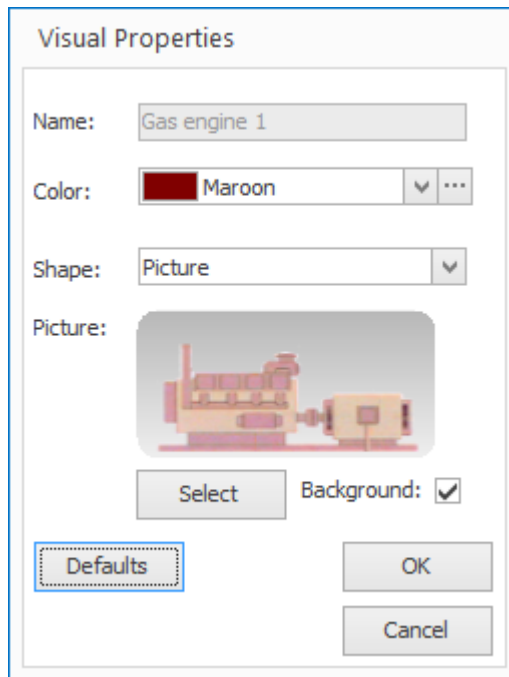 Visual Properties
Name: Gas engine 1
Color: Maroon ...
Shape: Picture
Picture:
Select Background:
Defaults OK
Cancel